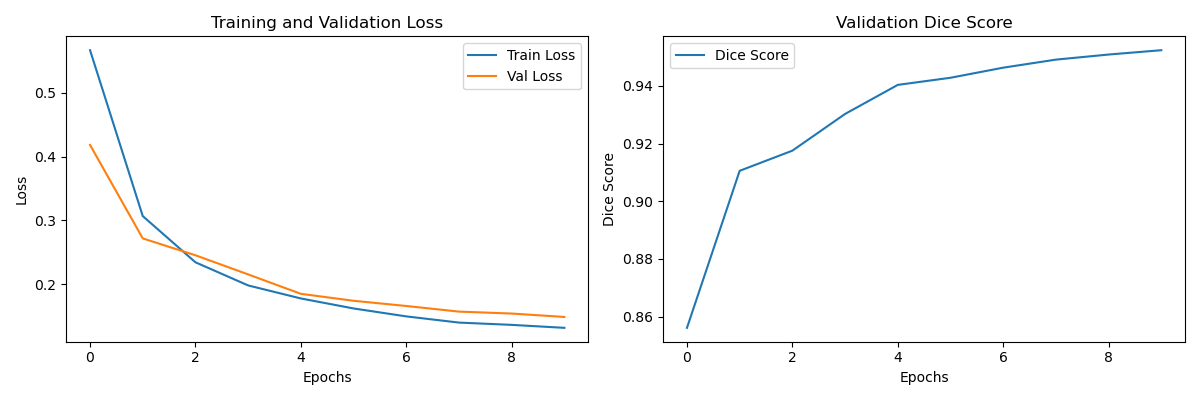 Training and Validation Loss
Train Loss
Val Loss
0.5
0.4
0.3
0.2
Loss
0 2 4 6 8
Epochs
Validation Dice Score
Dice Score
0.94
0.92
0.90
0.88
0.86
Dice Score
0 2 4 6 8
Epochs